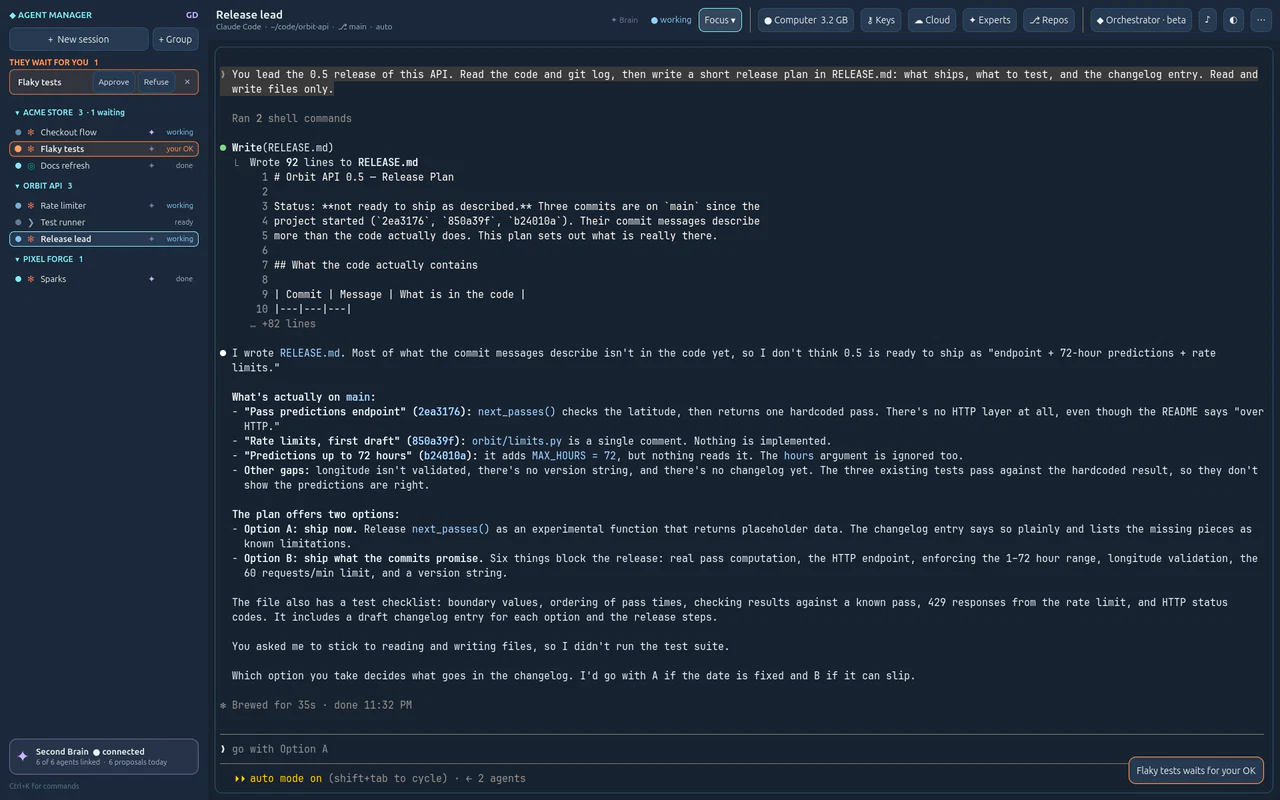 ◆ AGENT MANAGER GD
+ New session + Group
THEY WAIT FOR YOU 1
Flaky tests Approve Refuse ×
▾ ACME STORE 3 · 1 waiting
Checkout flow ✦ working
Flaky tests ✦ your OK
Docs refresh ✦ done
▾ ORBIT API 3
Rate limiter ✦ working
❯ Test runner ready
Release lead ✦ working
▾ PIXEL FORGE 1
Sparks ✦ done
Second Brain ● connected
6 of 6 agents linked · 6 proposals today
Ctrl+K for commands
Release lead
Claude Code · ~/code/orbit-api · ⎇ main · auto
✦ Brain ● working Focus ▾ ● Computer 3.2 GB Keys ☁ Cloud ✦ Experts ⎇ Repos ◆ Orchestrator · beta ♪ ◐ ⋯
❯ You lead the 0.5 release of this API. Read the code and git log, then write a short release plan in RELEASE.md: what ships, what to test, and the changelog entry. Read and
write files only.
Ran 2 shell commands
● Write(RELEASE.md)
└ Wrote 92 lines to RELEASE.md
1 # Orbit API 0.5 — Release Plan
2
3 Status: **not ready to ship as described.** Three commits are on `main` since the
4 project started (`2ea3176`, `850a39f`, `b24010a`). Their commit messages describe
5 more than the code actually does. This plan sets out what is really there.
6
7 ## What the code actually contains
8
9 | Commit | Message | What is in the code |
10 |---|---|---|
… +82 lines
● I wrote RELEASE.md. Most of what the commit messages describe isn't in the code yet, so I don't think 0.5 is ready to ship as "endpoint + 72-hour predictions + rate
limits."
What's actually on main:
- "Pass predictions endpoint" (2ea3176): next_passes() checks the latitude, then returns one hardcoded pass. There's no HTTP layer at all, even though the README says "over
HTTP."
- "Rate limits, first draft" (850a39f): orbit/limits.py is a single comment. Nothing is implemented.
- "Predictions up to 72 hours" (b24010a): it adds MAX_HOURS = 72, but nothing reads it. The hours argument is ignored too.
- Other gaps: longitude isn't validated, there's no version string, and there's no changelog yet. The three existing tests pass against the hardcoded result, so they don't
show the predictions are right.
The plan offers two options:
- Option A: ship now. Release next_passes() as an experimental function that returns placeholder data. The changelog entry says so plainly and lists the missing pieces as
known limitations.
- Option B: ship what the commits promise. Six things block the release: real pass computation, the HTTP endpoint, enforcing the 1–72 hour range, longitude validation, the
60 requests/min limit, and a version string.
The file also has a test checklist: boundary values, ordering of pass times, checking results against a known pass, 429 responses from the rate limit, and HTTP status
codes. It includes a draft changelog entry for each option and the release steps.
You asked me to stick to reading and writing files, so I didn't run the test suite.
Which option you take decides what goes in the changelog. I'd go with A if the date is fixed and B if it can slip.
✻ Brewed for 35s · done 11:32 PM
❯ go with Option A
⏵⏵ auto mode on (shift+tab to cycle) · ← 2 agents
Flaky tests waits for your OK